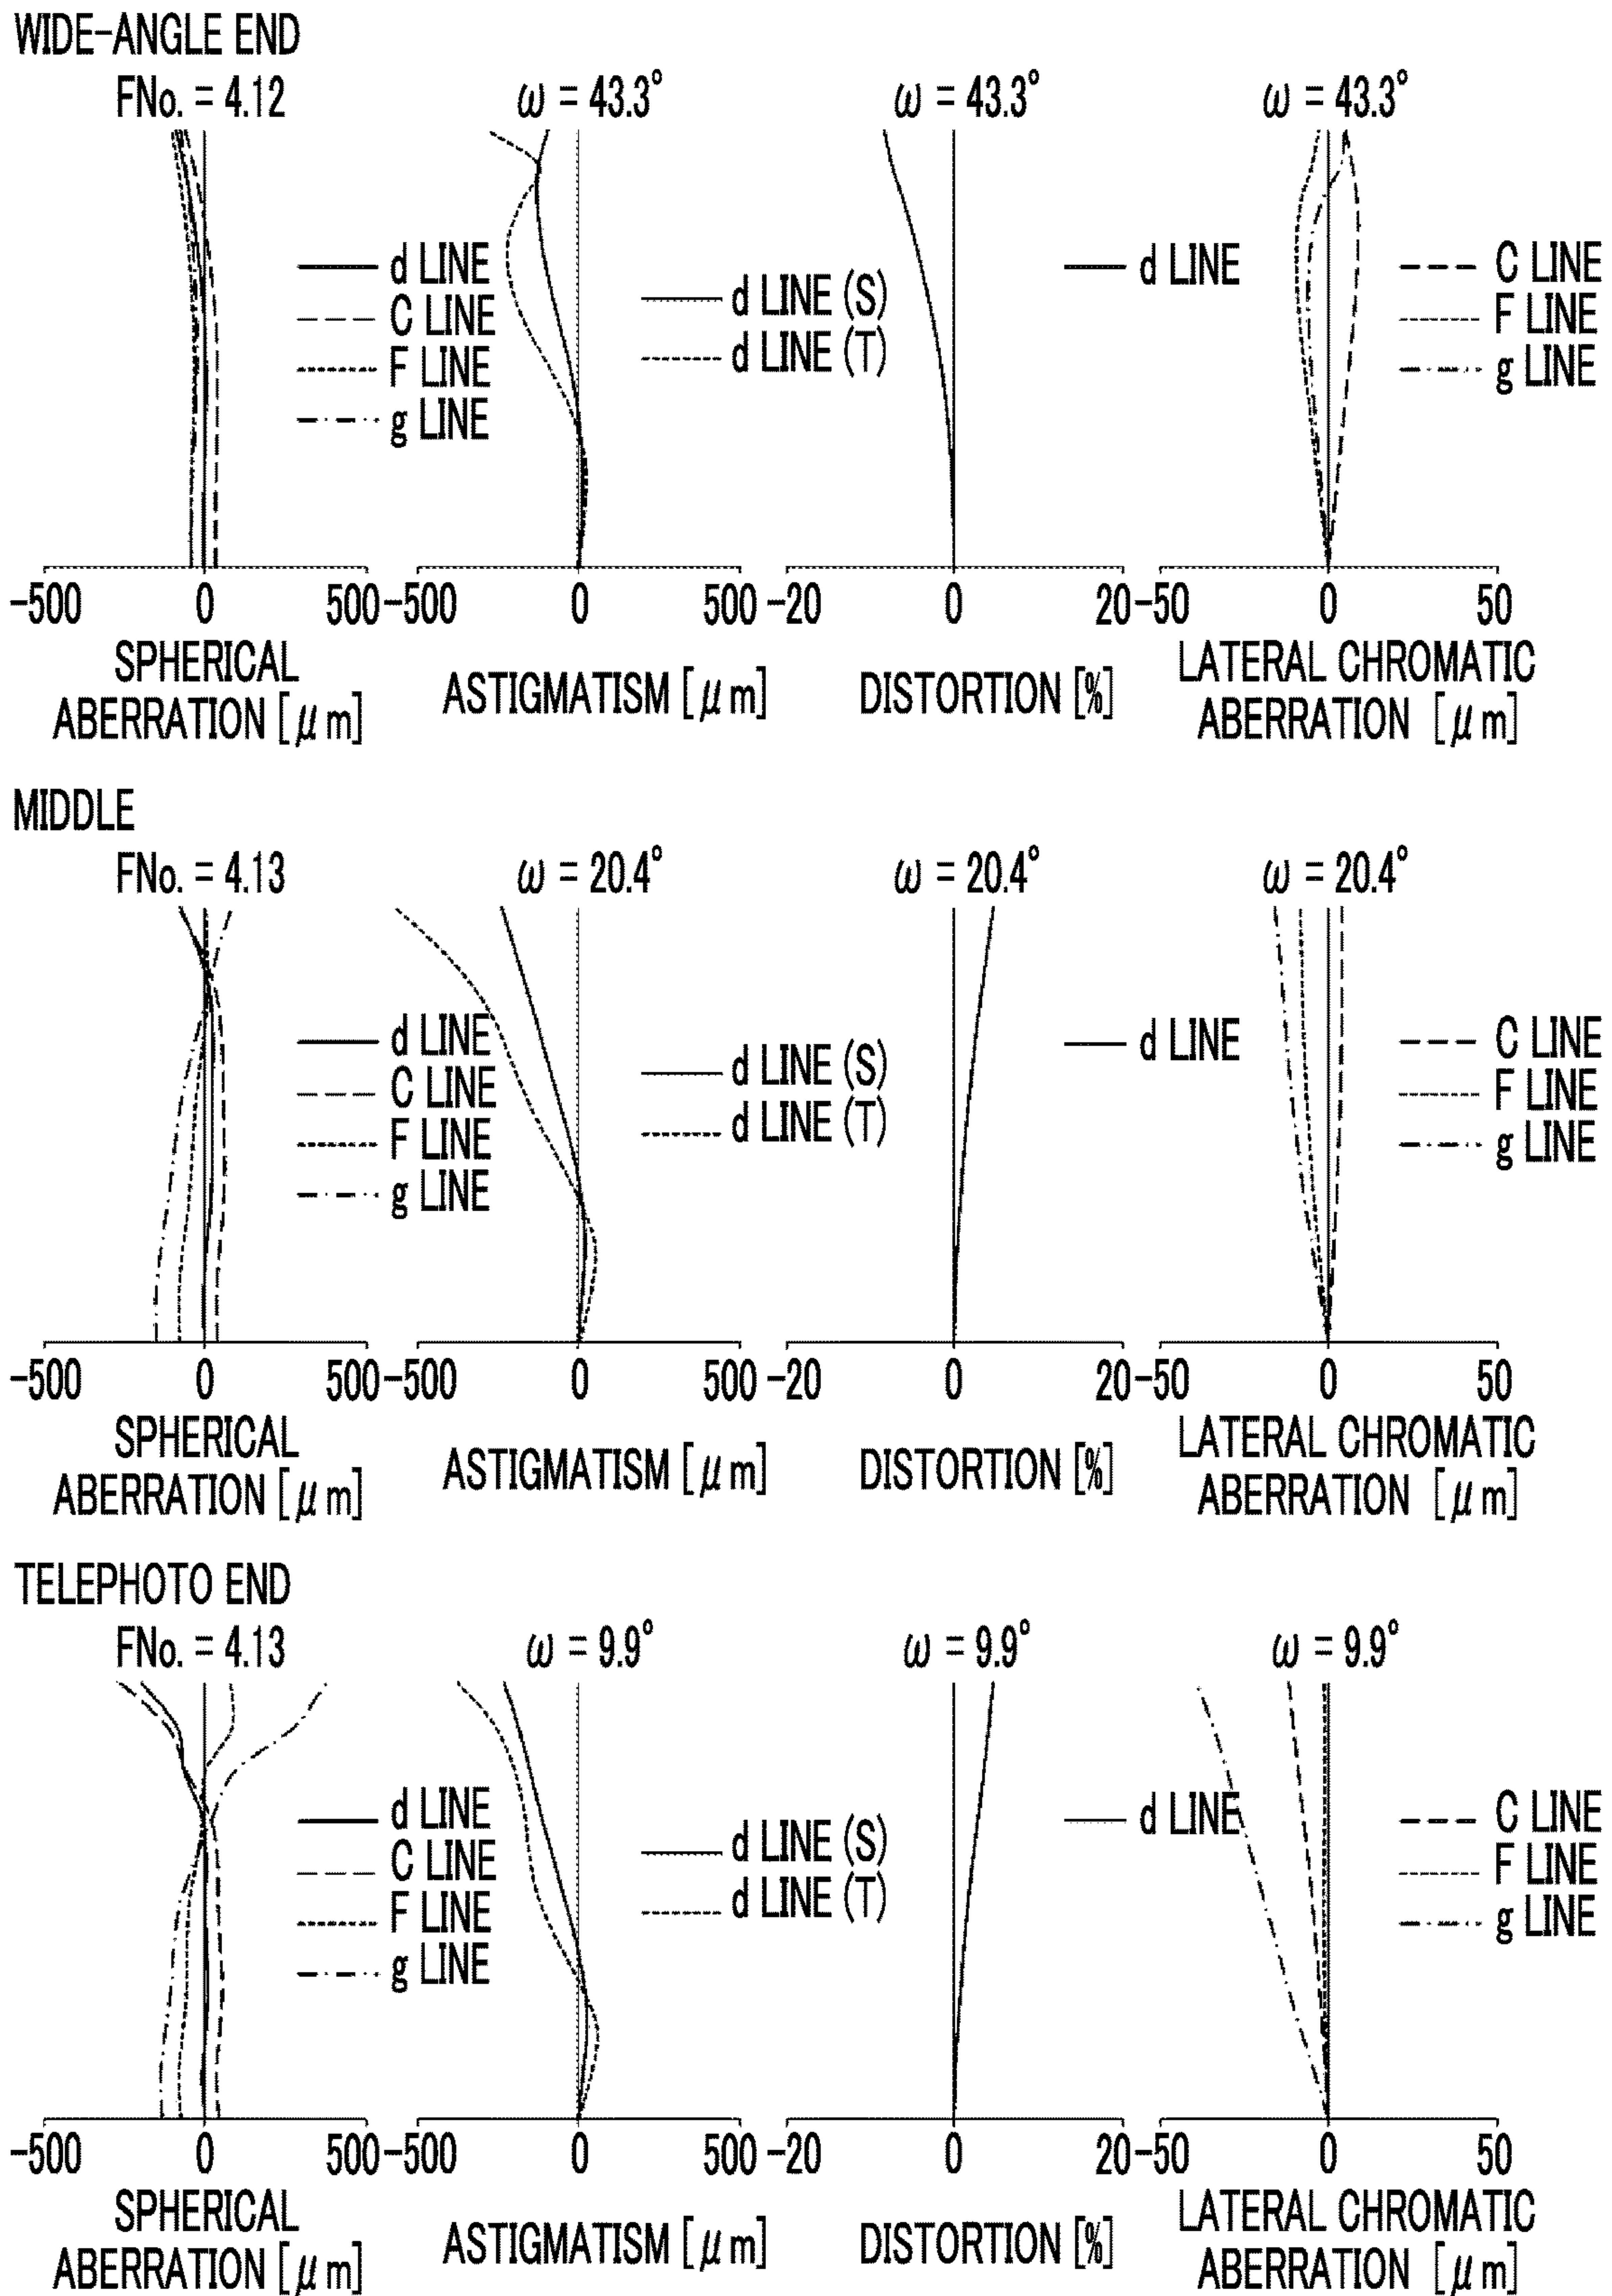 WIDE-ANGLE END
FNo. = 4.12
ω = 43.3°
ω = 43.3°
ω = 43.3°
d LINE
C LINE
F LINE
g LINE
d LINE (S)
d LINE (T)
d LINE
C LINE
F LINE
g LINE
-500 0 500
-500 0 500
-20 0 20
-50 0 50
SPHERICAL
ABERRATION [μm]
ASTIGMATISM [μm]
DISTORTION [%]
LATERAL CHROMATIC
ABERRATION [μm]
MIDDLE
FNo. = 4.13
ω = 20.4°
ω = 20.4°
ω = 20.4°
d LINE
C LINE
F LINE
g LINE
d LINE (S)
d LINE (T)
d LINE
C LINE
F LINE
g LINE
-500 0 500
-500 0 500
-20 0 20
-50 0 50
SPHERICAL
ABERRATION [μm]
ASTIGMATISM [μm]
DISTORTION [%]
LATERAL CHROMATIC
ABERRATION [μm]
TELEPHOTO END
FNo. = 4.13
ω = 9.9°
ω = 9.9°
ω = 9.9°
d LINE
C LINE
F LINE
g LINE
d LINE (S)
d LINE (T)
d LINE
C LINE
F LINE
g LINE
-500 0 500
-500 0 500
-20 0 20
-50 0 50
SPHERICAL
ABERRATION [μm]
ASTIGMATISM [μm]
DISTORTION [%]
LATERAL CHROMATIC
ABERRATION [μm]